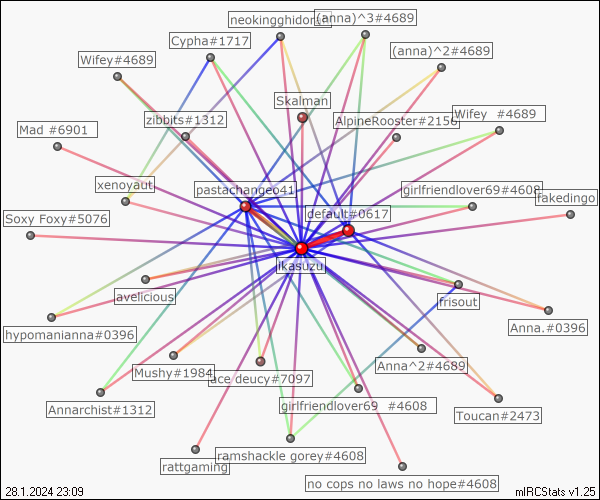 neokingghido
(anna)^3#4689
Cypha#1717
(anna)^2#4689
Wifey#4689
Skalman
zibbits#1312
AlpineRooster#2156
Wifey #4689
Mad #6901
xenoyaut
pastachangeo41
girlfriendlover69#4608
fakedingo
default#0617
Soxy Foxy#5076
ikasuzu
avelicious
frisout
hypomanianna#0396
Anna.#0396
Mushy#1984
ace deucy#7097
Anna^2#4689
Annarchist#1312
girlfriendlover69 #4608
Toucan#2473
rattgaming
ramshackle gorey#4608
no cops no laws no hope#4608
28.1.2024 23:09
mIRCStats v1.25